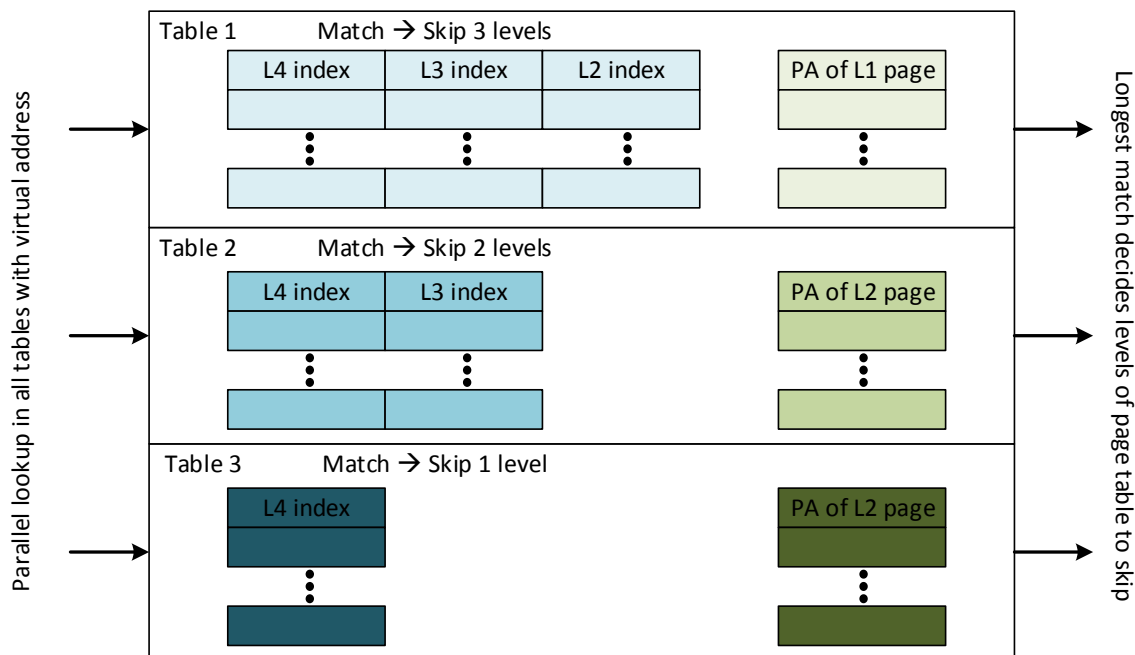 Parallel lookup in all tables with virtual address
Table 1 Match → Skip 3 levels
L4 index L3 index L2 index PA of L1 page
Table 2 Match → Skip 2 levels
L4 index L3 index PA of L2 page
Table 3 Match → Skip 1 level
L4 index PA of L2 page
Longest match decides levels of page table to skip